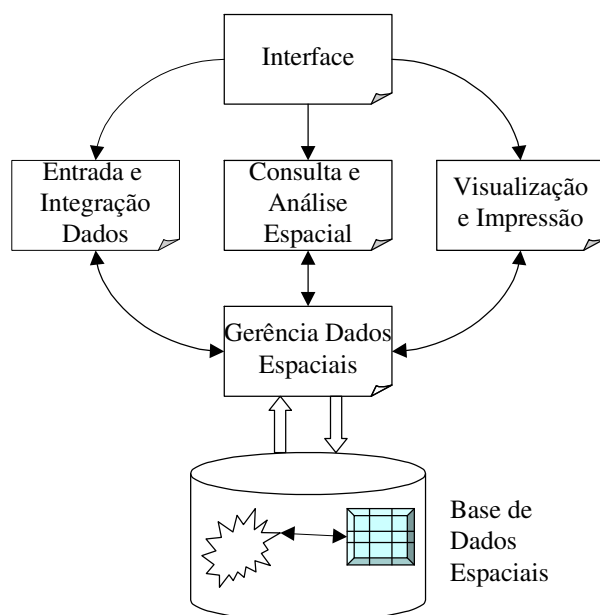 Interface
Entrada e
Integração
Dados
Consulta e
Análise
Espacial
Visualização
e Impressão
Gerência Dados
Espaciais
Base de
Dados
Espaciais